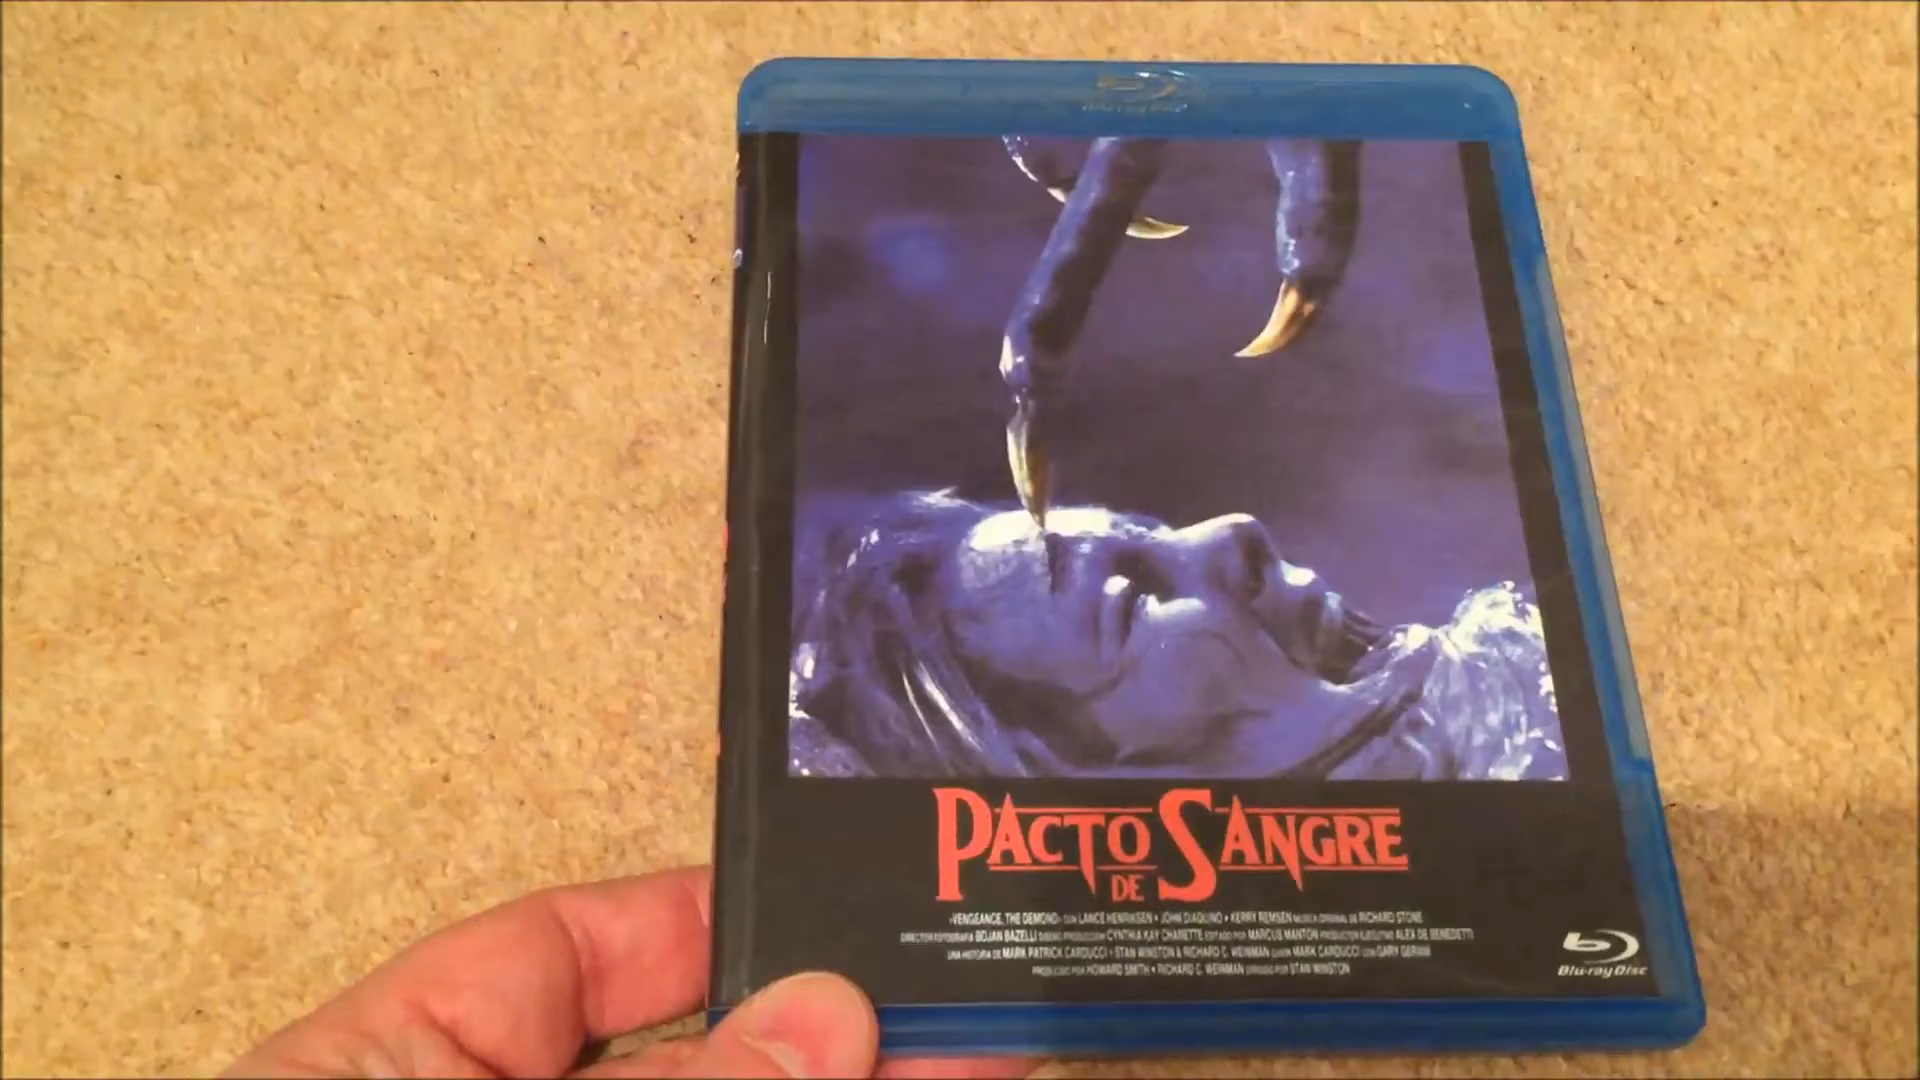 PACTO DE SANGRE
«VENGEANCE, THE DEMON» CON LANCE HENRIKSEN • JOHN DIAQUINO • KERRY REMSEN MUSICA ORIGINAL DE RICHARD STONE
DIRECTOR FOTOGRAFIA BOJAN BAZELLI DISEÑO PRODUCCION CYNTHIA KAY CHARETTE EDITADO POR MARCUS MANTON PRODUCTOR EJECUTIVO ALEX DE BENEDETTI
UNA HISTORIA DE MARK PATRICK CARDUCCI • STAN WINSTON & RICHARD C. WEINMAN GUION MARK CARDUCCI CON GARY GERANI
PRODUCIDO POR HOWARD SMITH • RICHARD C. WEINMAN DIRIGIDO POR STAN WINSTON
Blu-ray Disc